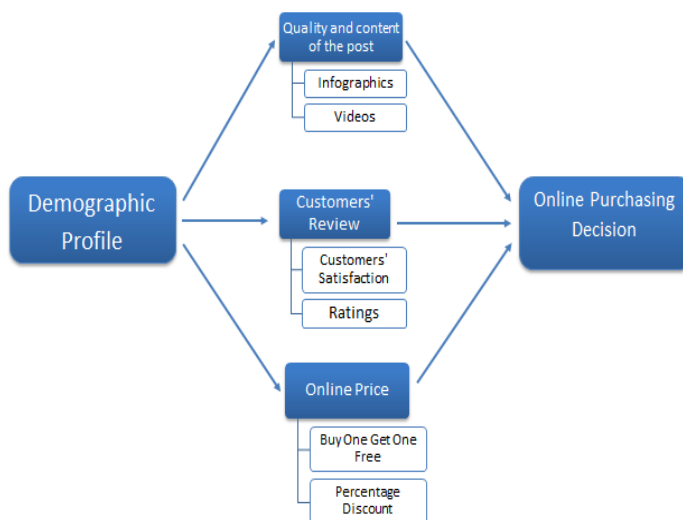 Quality and content
of the post
Infographics
Videos
Demographic
Profile
Customers'
Review
Customers'
Satisfaction
Ratings
Online Price
Buy One Get One
Free
Percentage
Discount
Online Purchasing
Decision